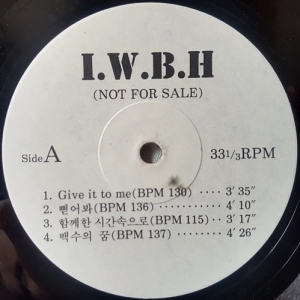 I.W.B.H
(NOT FOR SALE)
Side A 33 1/3 RPM
1. Give it to me(BPM 130) ···· 3′ 35″
2. 뻗어봐(BPM 136) ············ 4′ 10″
3. 함께한 시간속으로(BPM 115)·· 3′ 17″
4. 백수의 꿈(BPM 137) ········ 4′ 26″